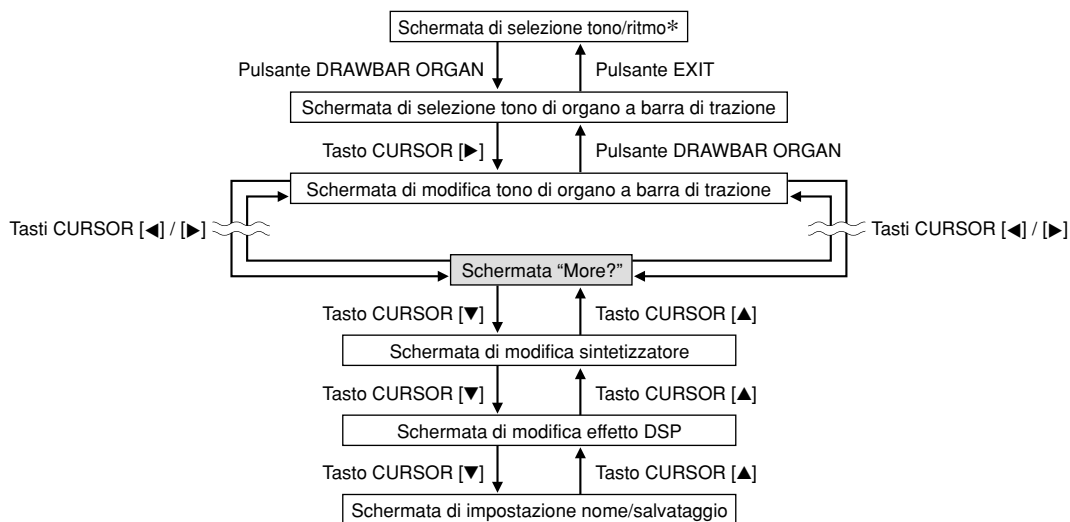 Schermata di selezione tono/ritmo*
Pulsante DRAWBAR ORGAN
Pulsante EXIT
Schermata di selezione tono di organo a barra di trazione
Tasto CURSOR [▶]
Pulsante DRAWBAR ORGAN
Schermata di modifica tono di organo a barra di trazione
Tasti CURSOR [◀] / [▶]
Tasti CURSOR [◀] / [▶]
Schermata “More?”
Tasto CURSOR [▼]
Tasto CURSOR [▲]
Schermata di modifica sintetizzatore
Tasto CURSOR [▼]
Tasto CURSOR [▲]
Schermata di modifica effetto DSP
Tasto CURSOR [▼]
Tasto CURSOR [▲]
Schermata di impostazione nome/salvataggio